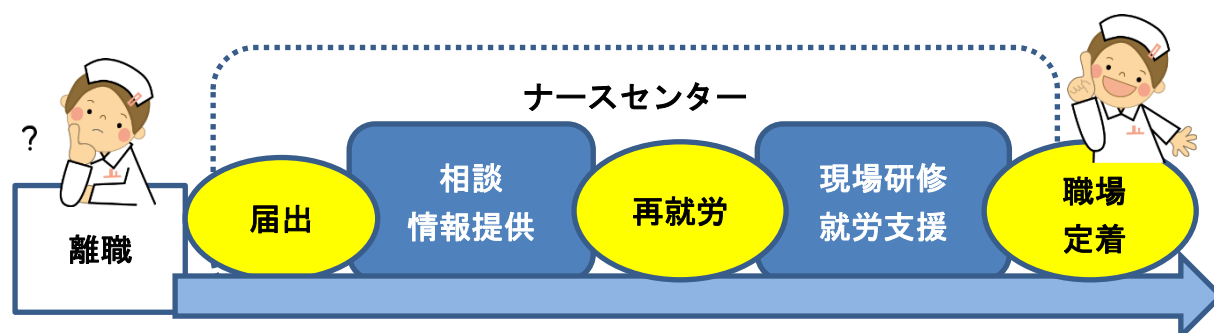 ナースセンター
?
離職
届出
相談
情報提供
再就労
現場研修
就労支援
職場
定着